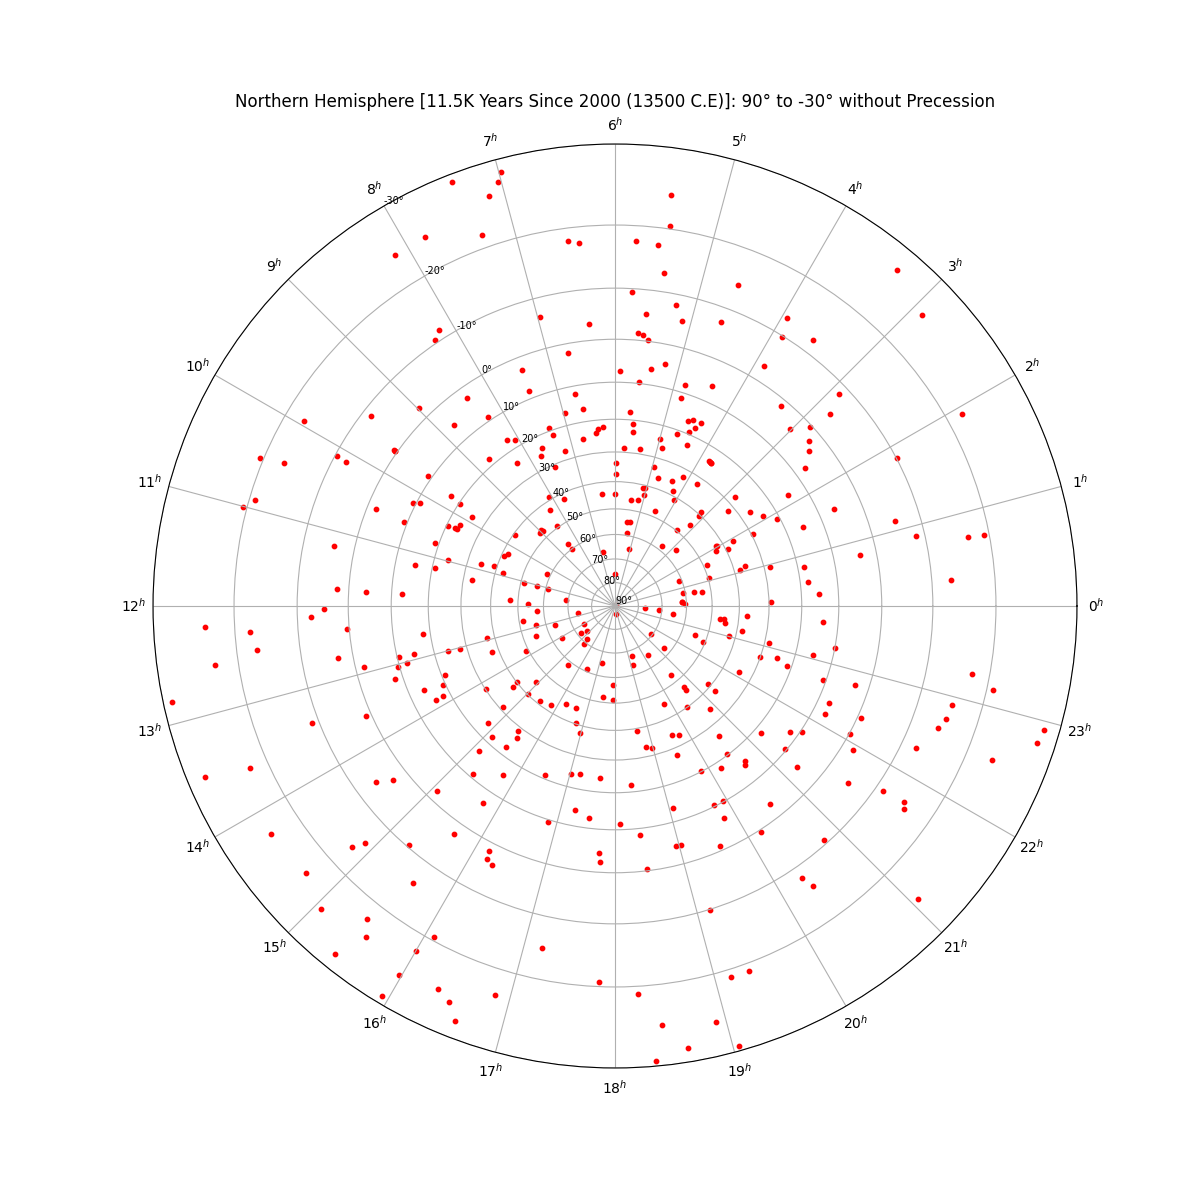 Northern Hemisphere [11.5K Years Since 2000 (13500 C.E)]: 90° to -30° without Precession
6h
7h
5h
8h
4h
-30°
9h
3h
-20°
-10°
10h
2h
0°
10°
20°
11h
1h
30°
40°
50°
60°
70°
80°
90°
12h
0h
13h
23h
14h
22h
15h
21h
16h
20h
17h
19h
18h